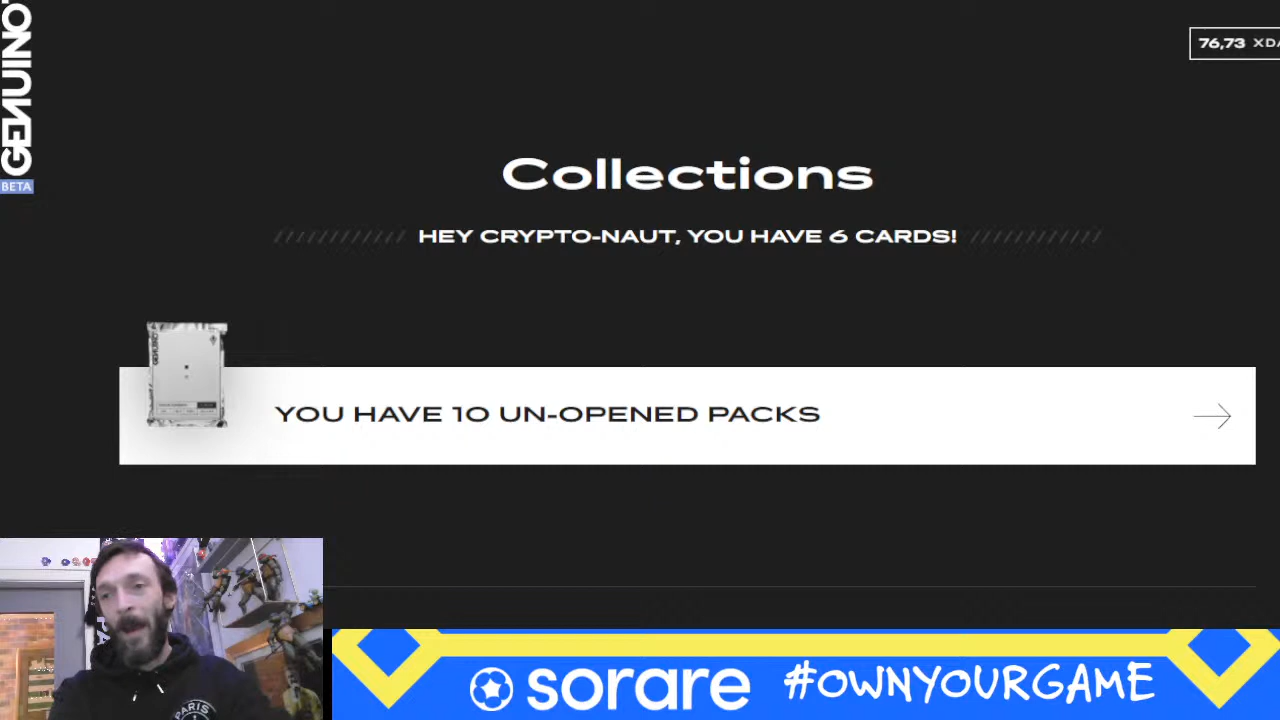 GENUINO
BETA
76,73 XDA
Collections
HEY CRYPTO-NAUT, YOU HAVE 6 CARDS!
YOU HAVE 10 UN-OPENED PACKS
PARIS
sorare #OWNYOURGAME